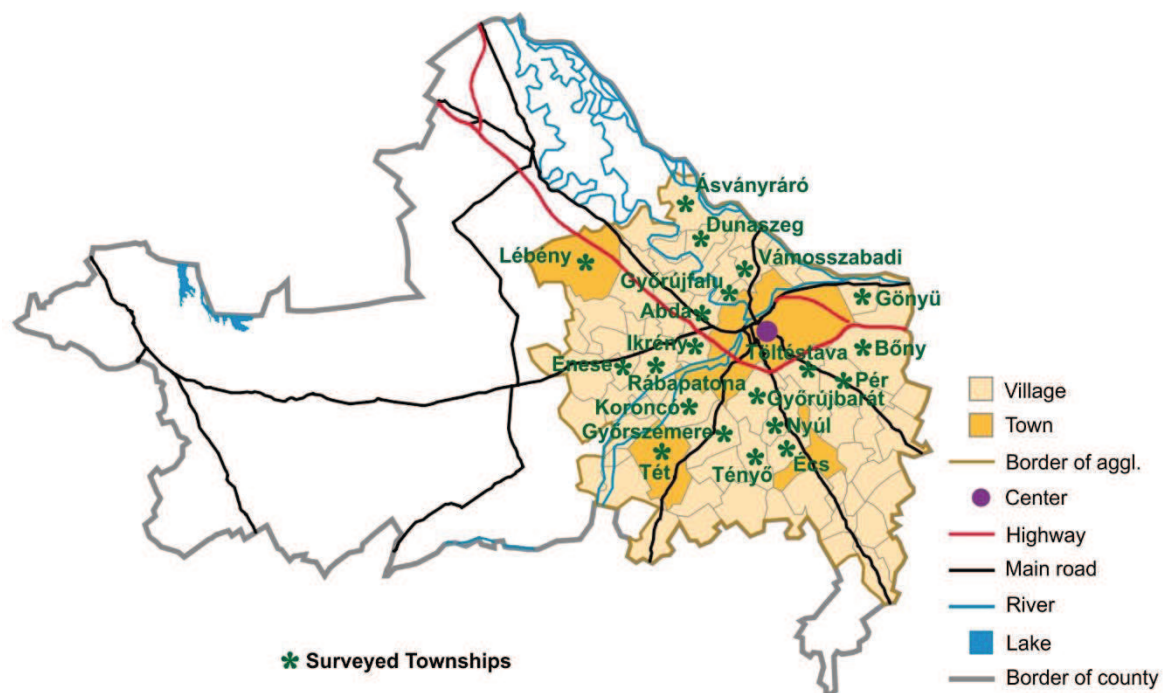 Ásványráró
Dunaszeg
Lébény
Vámosszabadi
Győrújfalu
Gönyü
Abda
Ikrény
Töltéstava
Bőny
Enese
Rábapatona
Pér
Győrújbarát
Koroncó
Nyúl
Győrszemere
Tét
Tényő
Écs
Village
Town
Border of aggl.
Center
Highway
Main road
River
Lake
Border of county
* Surveyed Townships